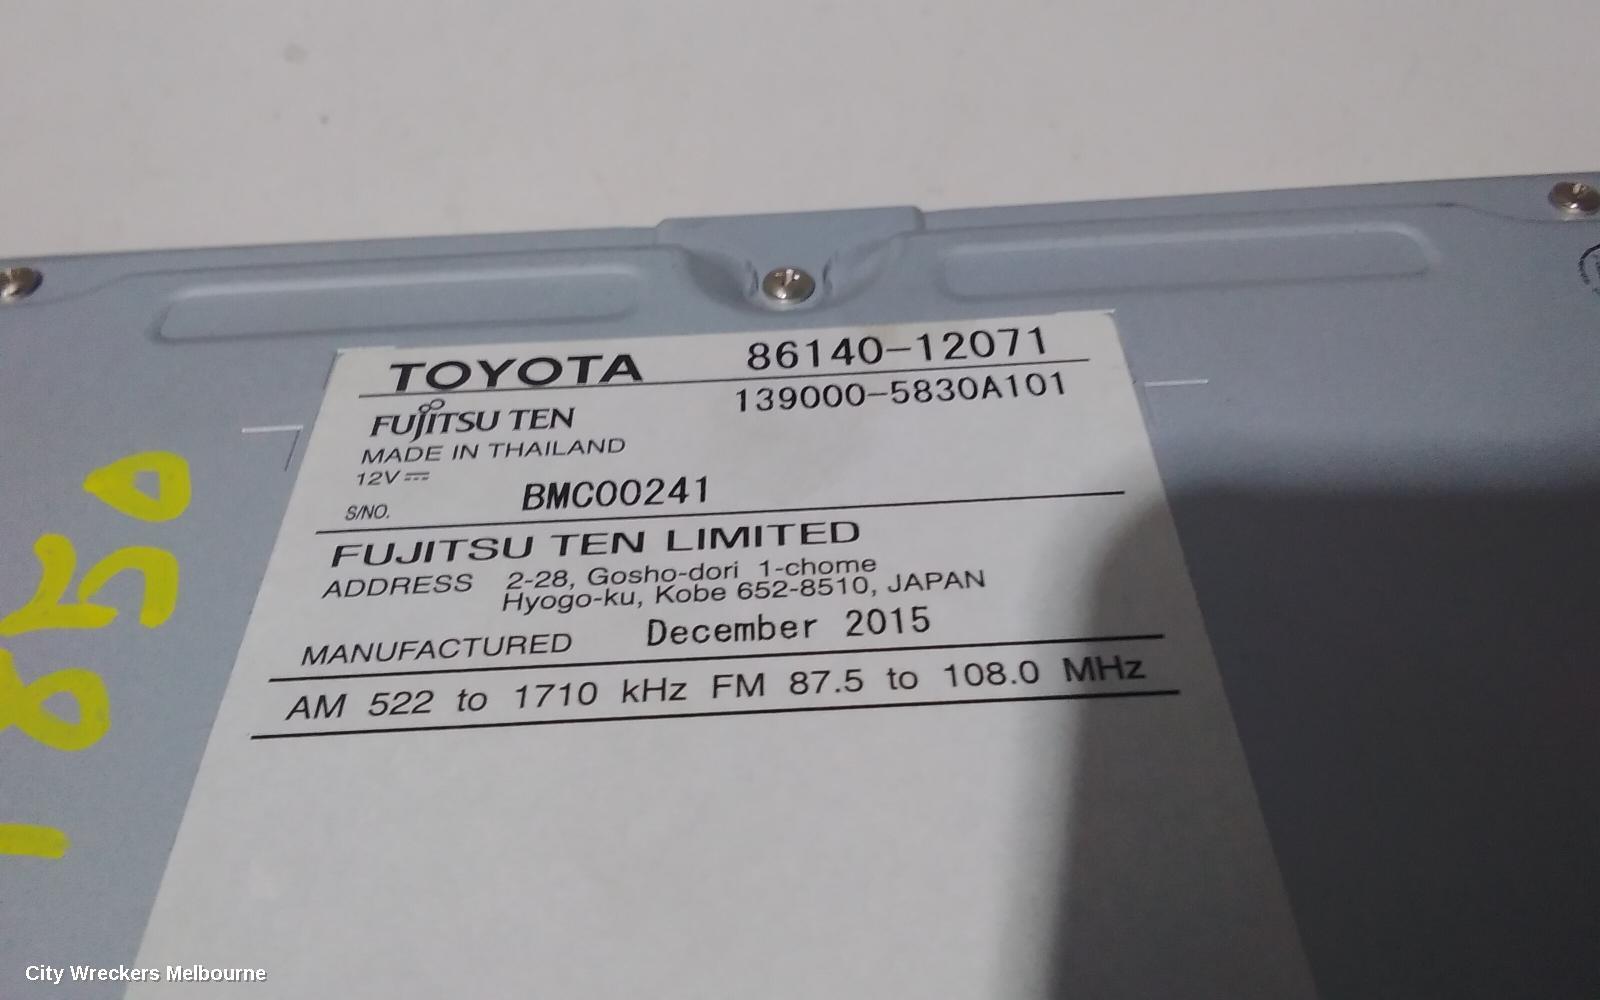 TOYOTA 86140-12071
FUJITSU TEN 139000-5830A101
MADE IN THAILAND
12V
S/NO. BMC00241
FUJITSU TEN LIMITED
ADDRESS 2-28, Gosho-dori 1-chome
Hyogo-ku, Kobe 652-8510, JAPAN
MANUFACTURED December 2015
AM 522 to 1710 kHz FM 87.5 to 108.0 MHz
1850
City Wreckers Melbourne